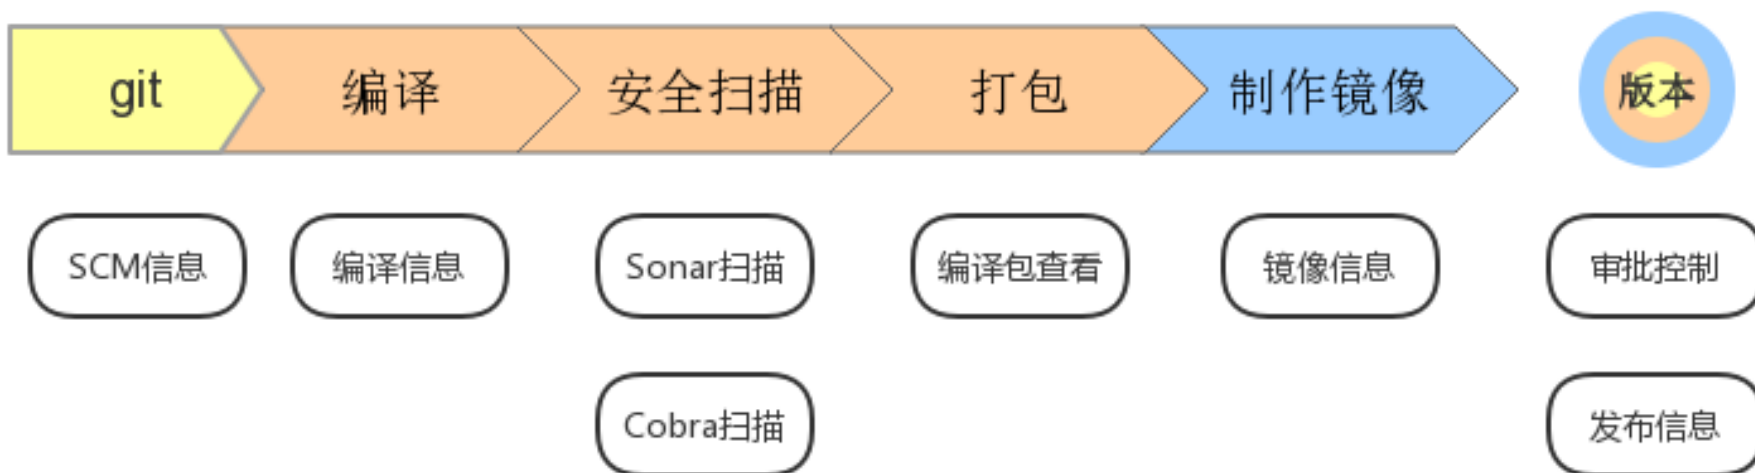 git
编译
安全扫描
打包
制作镜像
版本
SCM信息
编译信息
Sonar扫描
编译包查看
镜像信息
审批控制
Cobra扫描
发布信息